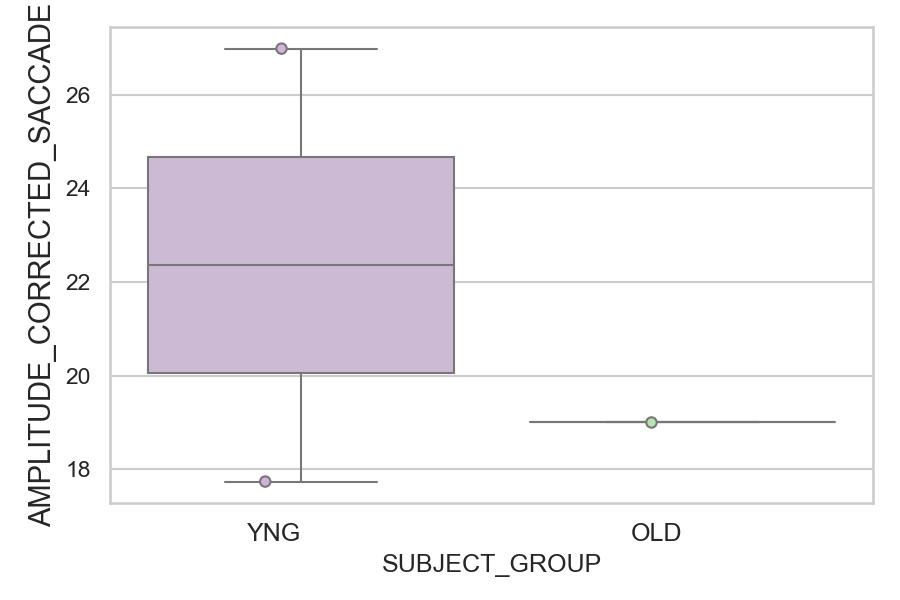 AMPLITUDE_CORRECTED_SACCADE
26
24
22
20
18
YNG
OLD
SUBJECT_GROUP